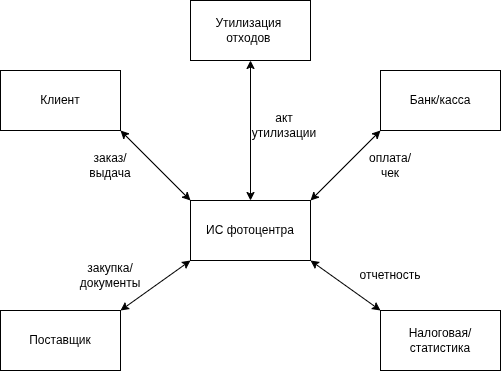 Утилизация
отходов
Клиент
Банк/касса
акт
утилизации
заказ/
выдача
оплата/
чек
ИС фотоцентра
закупка/
документы
отчетность
Поставщик
Налоговая/
статистика